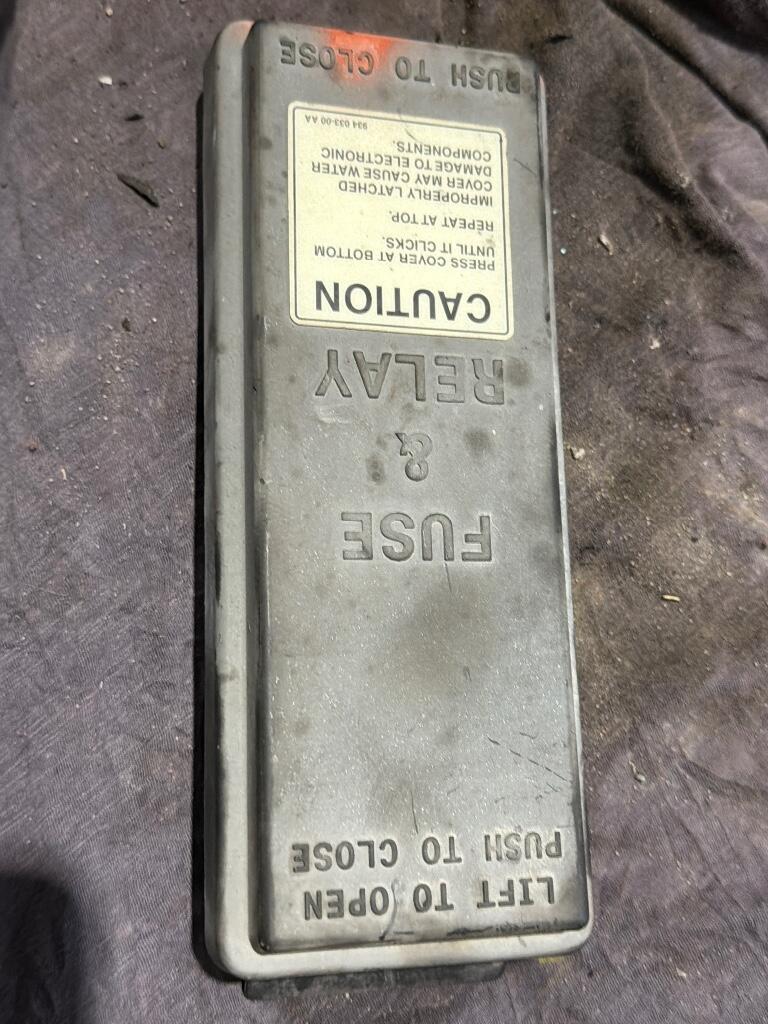 LIFT TO OPEN
PUSH TO CLOSE
FUSE
&
RELAY
CAUTION
PRESS COVER AT BOTTOM
UNTIL IT CLICKS.
REPEAT AT TOP.
IMPROPERLY LATCHED
COVER MAY CAUSE WATER
DAMAGE TO ELECTRONIC
COMPONENTS.
934 033-00 AA
PUSH TO CLOSE